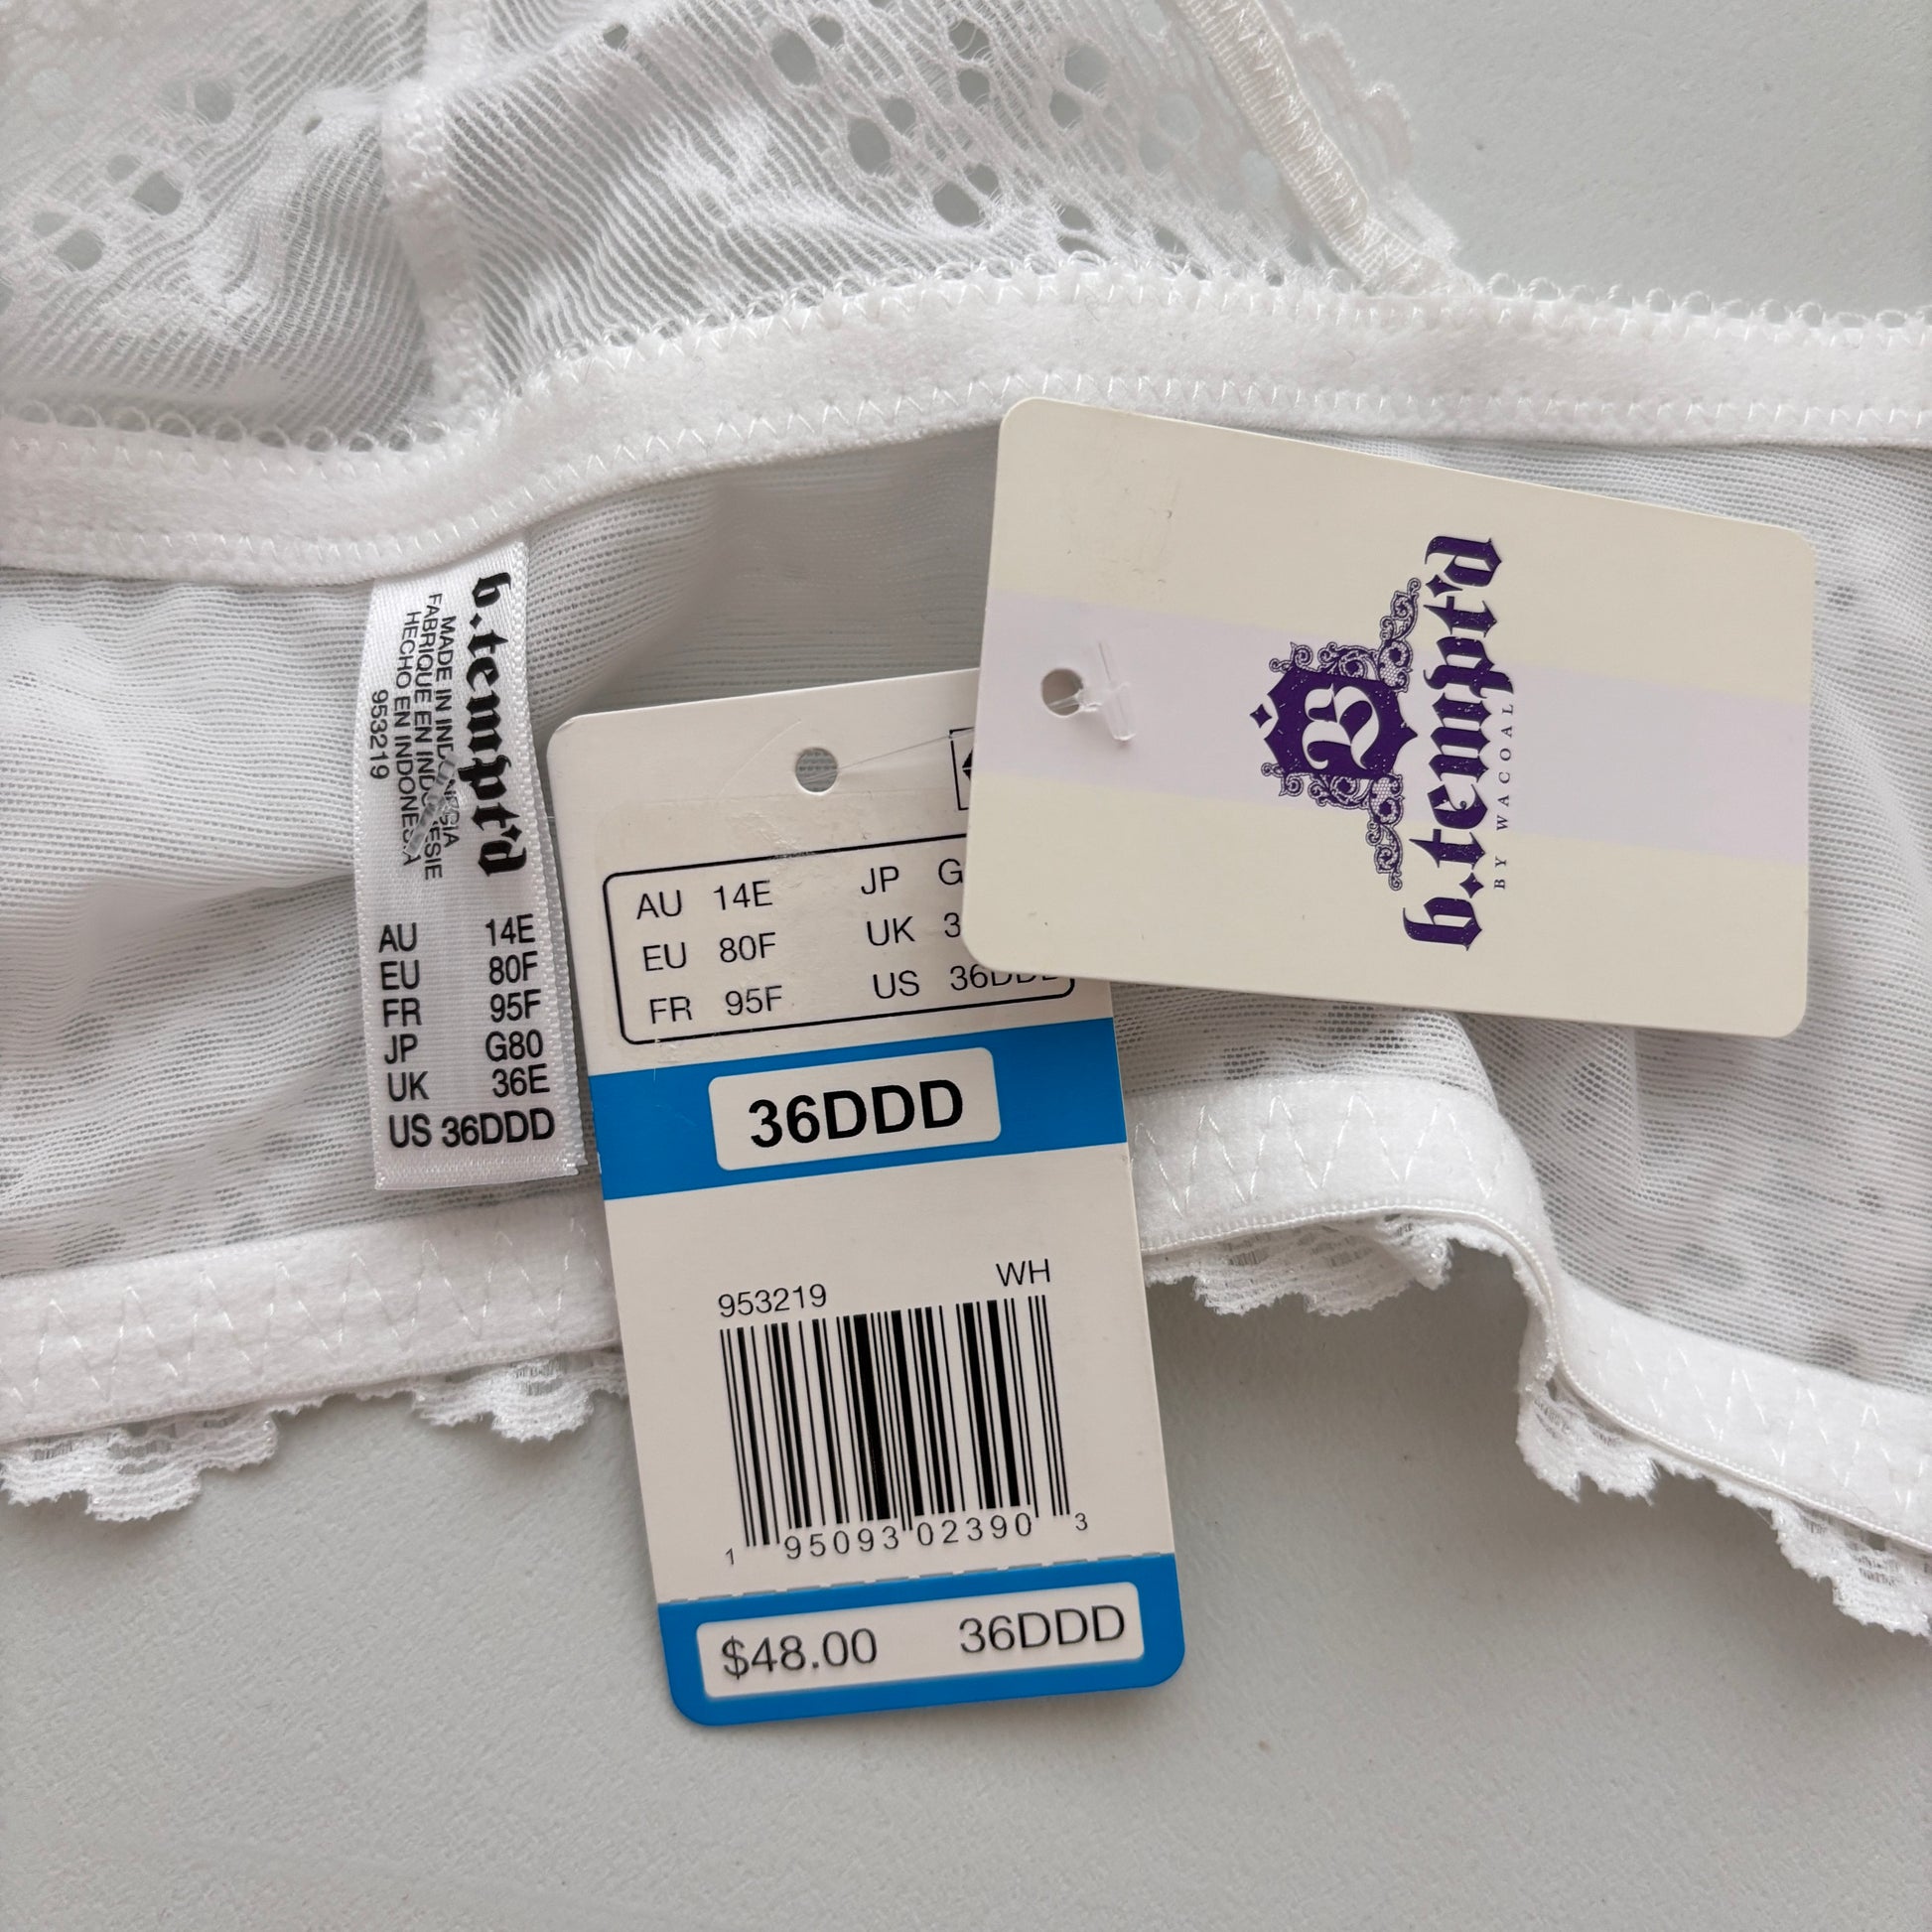 b.tempt'd
MADE IN INDONESIA
FABRIQUE EN INDONESIE
HECHO EN INDONESIA
953219
AU 14E
EU 80F
FR 95F
JP G80
UK 36E
US 36DDD
AU 14E JP G
EU 80F UK 3
FR 95F US 36DDD
36DDD
953219 WH
1 95093 02390 3
$48.00 36DDD
B
b.tempt'd
BY WACOAL